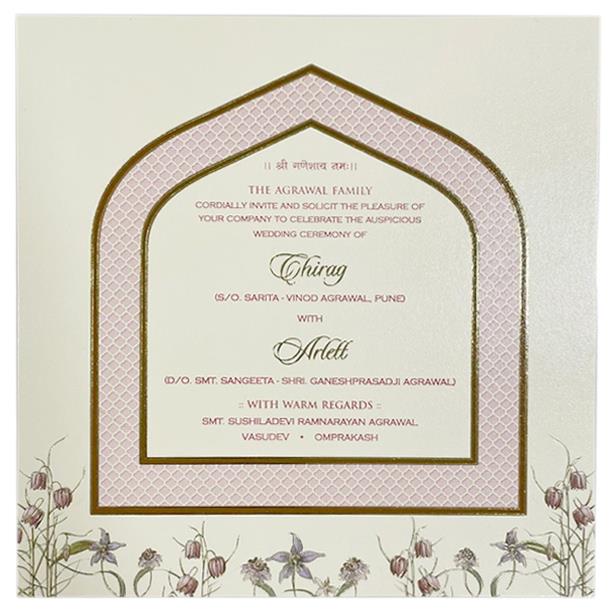 ।। श्री गणेशाय नमः।।
THE AGRAWAL FAMILY
CORDIALLY INVITE AND SOLICIT THE PLEASURE OF
YOUR COMPANY TO CELEBRATE THE AUSPICIOUS
WEDDING CEREMONY OF
Chirag
(S/O. SARITA - VINOD AGRAWAL, PUNE)
WITH
Arlett
(D/O. SMT. SANGEETA - SHRI. GANESHPRASADJI AGRAWAL)
:: WITH WARM REGARDS ::
SMT. SUSHILADEVI RAMNARAYAN AGRAWAL
VASUDEV • OMPRAKASH